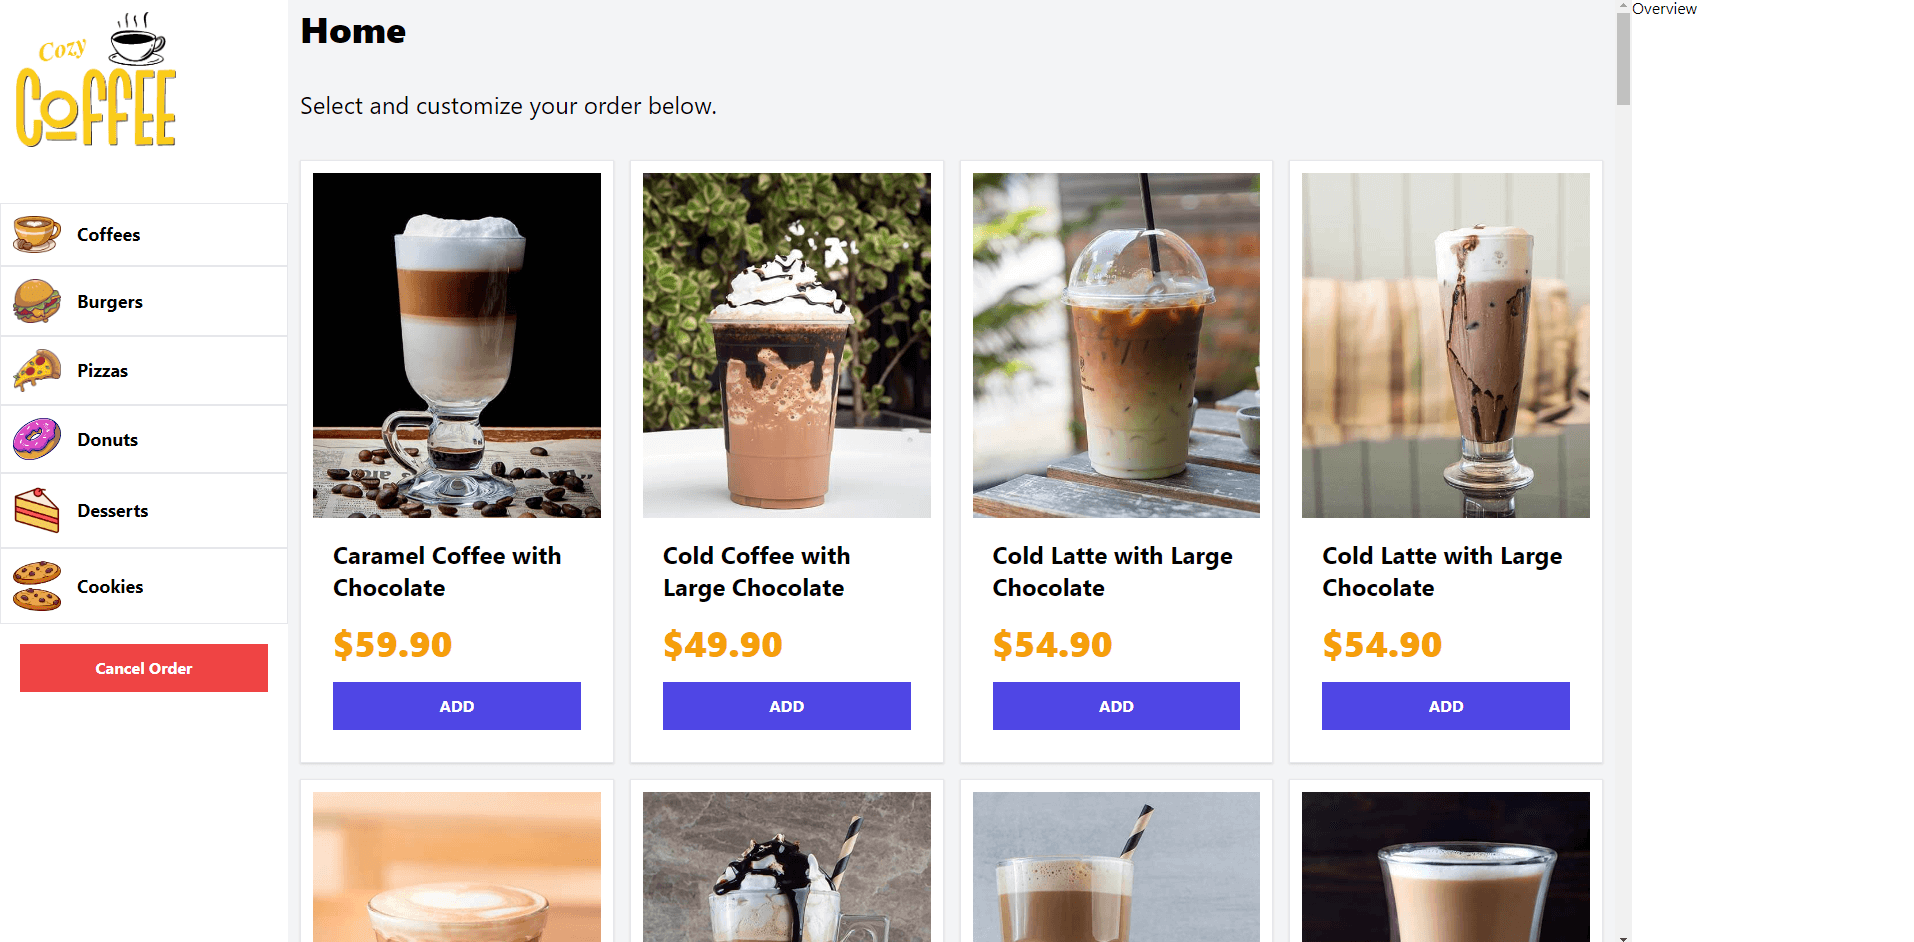 Cozy
COFFEE
Coffees
Burgers
Pizzas
Donuts
Desserts
Cookies
Cancel Order
Home
Select and customize your order below.
Caramel Coffee with
Chocolate
$59.90
ADD
Cold Coffee with
Large Chocolate
$49.90
ADD
Cold Latte with Large
Chocolate
$54.90
ADD
Cold Latte with Large
Chocolate
$54.90
ADD
Overview